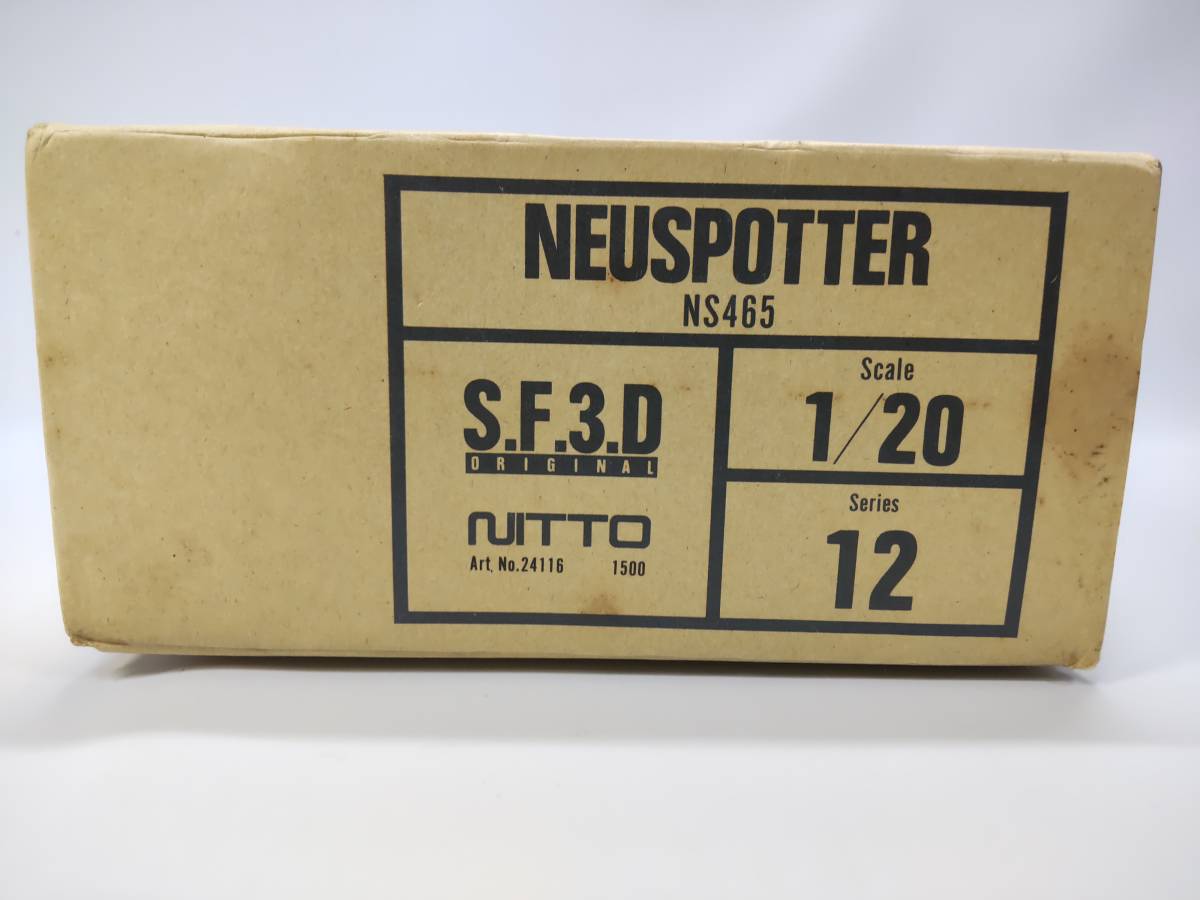 NEUSPOTTER
NS465
S.F.3.D
ORIGINAL
NITTO
Art. No.24116 1500
Scale
1/20
Series
12